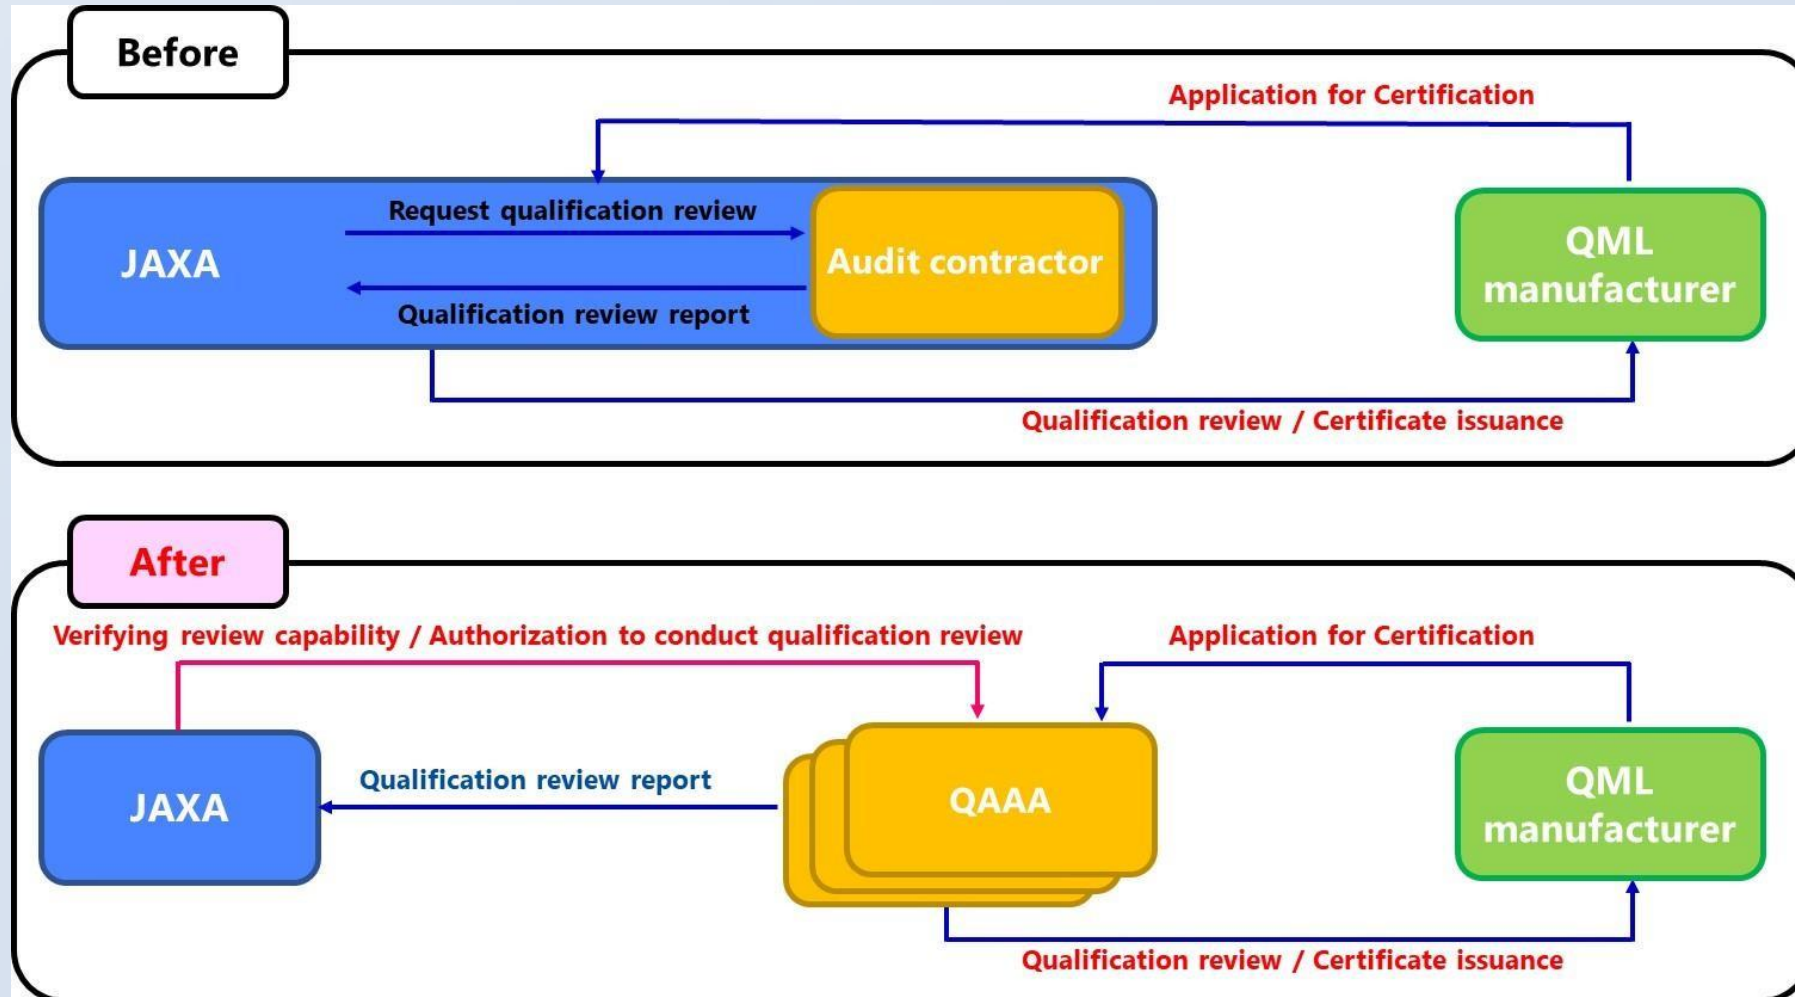 Before
Application for Certification
Request qualification review
JAXA
Audit contractor
QML
manufacturer
Qualification review report
Qualification review / Certificate issuance
After
Verifying review capability / Authorization to conduct qualification review
Application for Certification
JAXA
Qualification review report
QAAA
QML
manufacturer
Qualification review / Certificate issuance